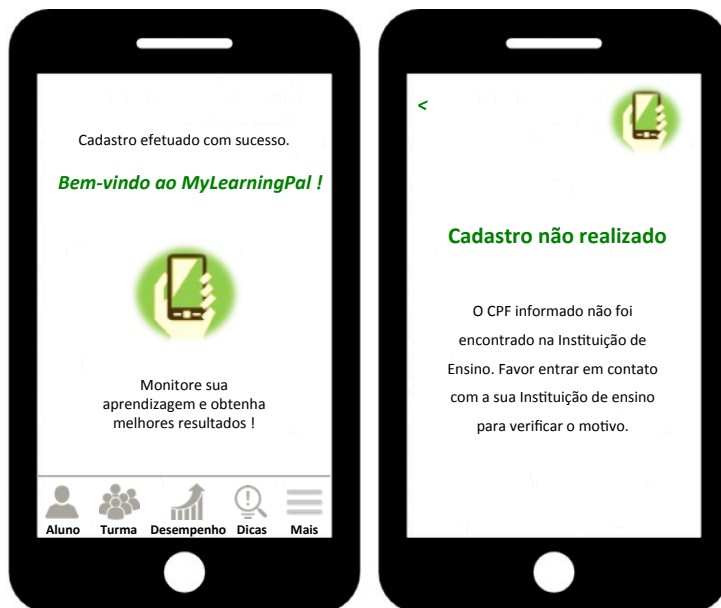 Cadastro efetuado com sucesso.
Bem-vindo ao MyLearningPal !
Monitore sua
aprendizagem e obtenha
melhores resultados !
Aluno Turma Desempenho Dicas Mais
<
Cadastro não realizado
O CPF informado não foi
encontrado na Instituição de
Ensino. Favor entrar em contato
com a sua Instituição de ensino
para verificar o motivo.